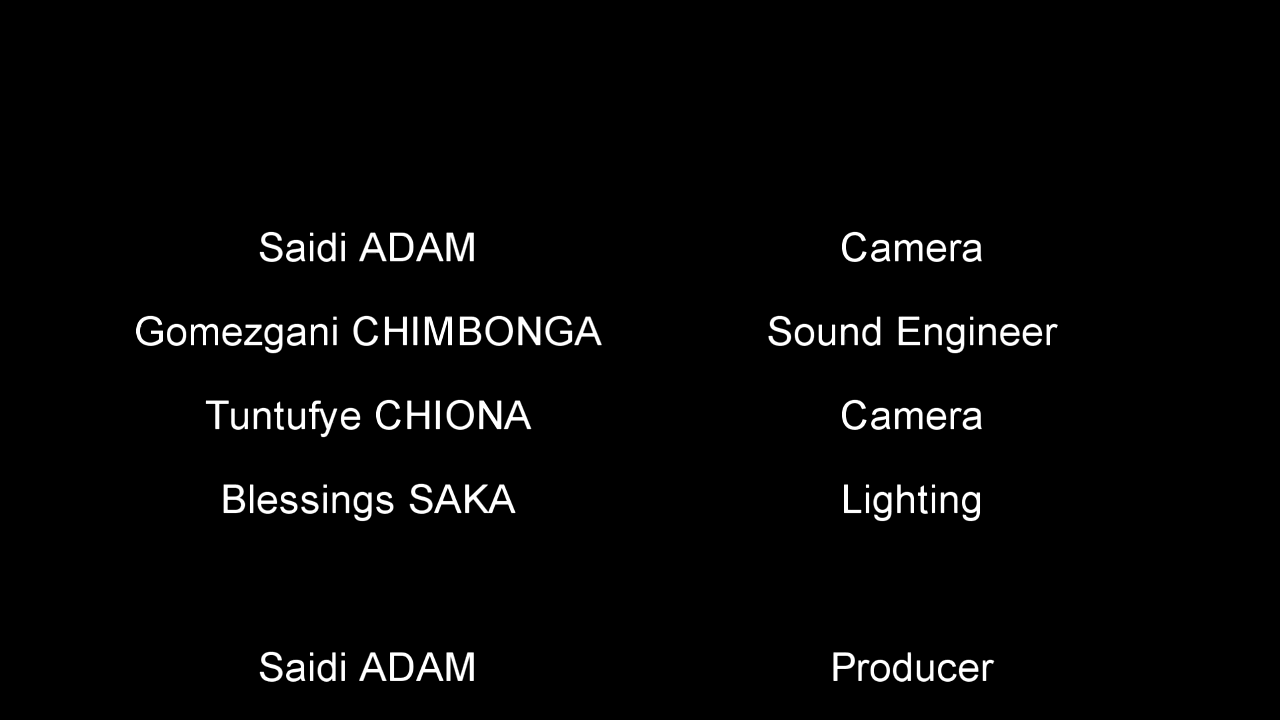 Saidi ADAM Camera
Gomezgani CHIMBONGA Sound Engineer
Tuntufye CHIONA Camera
Blessings SAKA Lighting
Saidi ADAM Producer